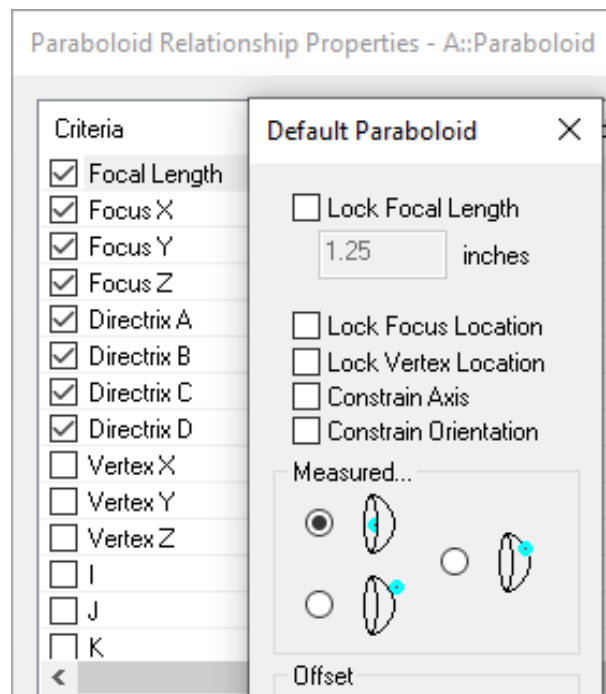 Paraboloid Relationship Properties - A::Paraboloid
Criteria
Focal Length
Focus X
Focus Y
Focus Z
Directrix A
Directrix B
Directrix C
Directrix D
Vertex X
Vertex Y
Vertex Z
I
J
K
Default Paraboloid
Lock Focal Length
1.25 inches
Lock Focus Location
Lock Vertex Location
Constrain Axis
Constrain Orientation
Measured...
Offset